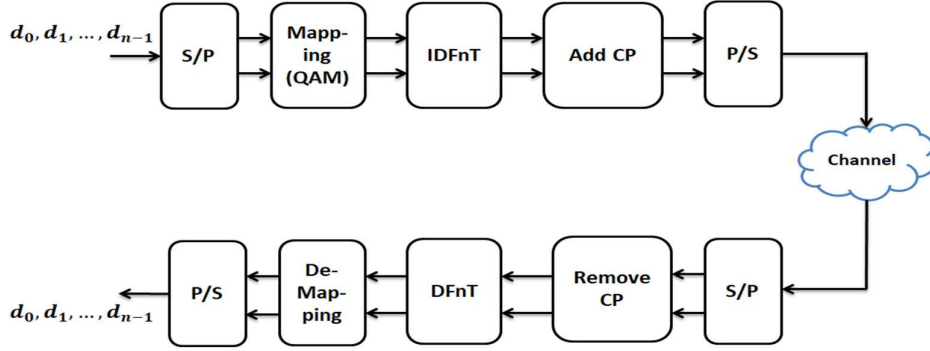 d₀, d₁, ..., dₙ₋₁
S/P
Mapp-
ing
(QAM)
IDFnT
Add CP
P/S
Channel
S/P
Remove
CP
DFnT
De-
Map-
ping
P/S
d₀, d₁, ..., dₙ₋₁